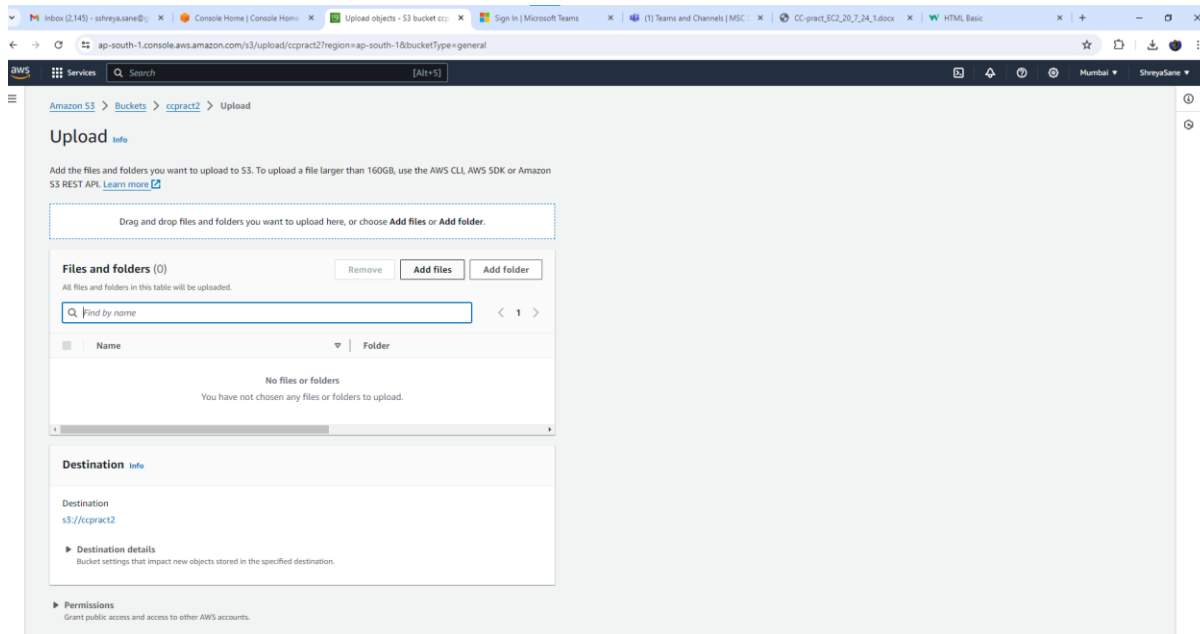 Inbox (2,145) - sshreya.sane@g
Console Home | Console Home
Upload objects - S3 bucket ccp
Sign In | Microsoft Teams
(1) Teams and Channels | MSC
CC-pract_EC2_20_7_24_1.docx
HTML Basic
ap-south-1.console.aws.amazon.com/s3/upload/ccpract2?region=ap-south-1&bucketType=general
aws Services Search [Alt+S] Mumbai ShreyaSane
Amazon S3 > Buckets > ccpract2 > Upload
Upload Info
Add the files and folders you want to upload to S3. To upload a file larger than 160GB, use the AWS CLI, AWS SDK or Amazon
S3 REST API. Learn more
Drag and drop files and folders you want to upload here, or choose Add files or Add folder.
Files and folders (0) Remove Add files Add folder
All files and folders in this table will be uploaded.
Find by name < 1 >
Name Folder
No files or folders
You have not chosen any files or folders to upload.
Destination Info
Destination
s3://ccpract2
Destination details
Bucket settings that impact new objects stored in the specified destination.
Permissions
Grant public access and access to other AWS accounts.